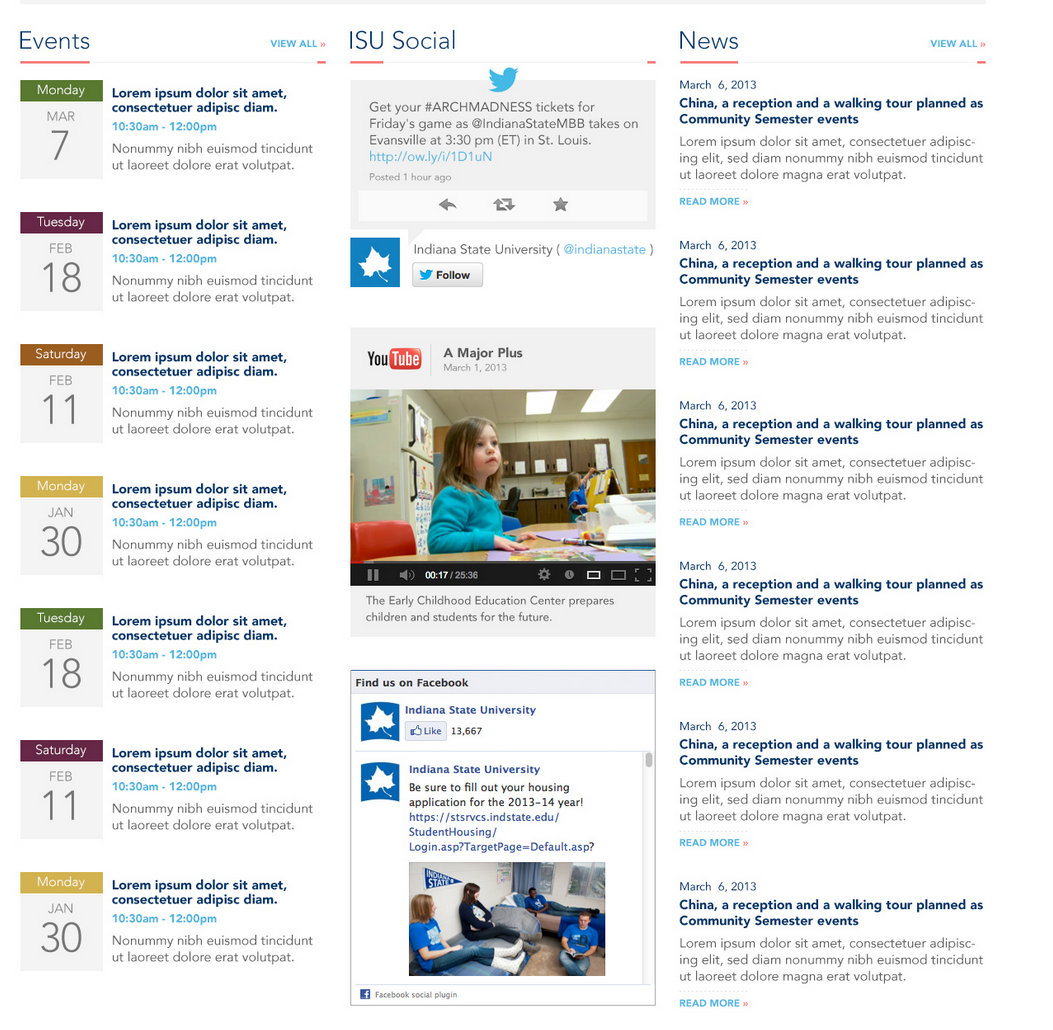 Events
VIEW ALL »
Monday
MAR
7
Lorem ipsum dolor sit amet,
consectetuer adipisc diam.
10:30am - 12:00pm
Nonummy nibh euismod tincidunt
ut laoreet dolore erat volutpat.
Tuesday
FEB
18
Lorem ipsum dolor sit amet,
consectetuer adipisc diam.
10:30am - 12:00pm
Nonummy nibh euismod tincidunt
ut laoreet dolore erat volutpat.
Saturday
FEB
11
Lorem ipsum dolor sit amet,
consectetuer adipisc diam.
10:30am - 12:00pm
Nonummy nibh euismod tincidunt
ut laoreet dolore erat volutpat.
Monday
JAN
30
Lorem ipsum dolor sit amet,
consectetuer adipisc diam.
10:30am - 12:00pm
Nonummy nibh euismod tincidunt
ut laoreet dolore erat volutpat.
Tuesday
FEB
18
Lorem ipsum dolor sit amet,
consectetuer adipisc diam.
10:30am - 12:00pm
Nonummy nibh euismod tincidunt
ut laoreet dolore erat volutpat.
Saturday
FEB
11
Lorem ipsum dolor sit amet,
consectetuer adipisc diam.
10:30am - 12:00pm
Nonummy nibh euismod tincidunt
ut laoreet dolore erat volutpat.
Monday
JAN
30
Lorem ipsum dolor sit amet,
consectetuer adipisc diam.
10:30am - 12:00pm
Nonummy nibh euismod tincidunt
ut laoreet dolore erat volutpat.
ISU Social
Get your #ARCHMADNESS tickets for
Friday's game as @IndianaStateMBB takes on
Evansville at 3:30 pm (ET) in St. Louis.
http://ow.ly/i/1D1uN
Posted 1 hour ago
Indiana State University ( @indianastate )
Follow
YouTube
A Major Plus
March 1, 2013
00:17 / 25:36
The Early Childhood Education Center prepares
children and students for the future.
Find us on Facebook
Indiana State University
Like 13,667
Indiana State University
Be sure to fill out your housing
application for the 2013-14 year!
https://stsrvcs.indstate.edu/
StudentHousing/
Login.asp?TargetPage=Default.asp?
INDIANA
STATE
Facebook social plugin
News
VIEW ALL »
March 6, 2013
China, a reception and a walking tour planned as
Community Semester events
Lorem ipsum dolor sit amet, consectetuer adipisc-
ing elit, sed diam nonummy nibh euismod tincidunt
ut laoreet dolore magna erat volutpat.
READ MORE »
March 6, 2013
China, a reception and a walking tour planned as
Community Semester events
Lorem ipsum dolor sit amet, consectetuer adipisc-
ing elit, sed diam nonummy nibh euismod tincidunt
ut laoreet dolore magna erat volutpat.
READ MORE »
March 6, 2013
China, a reception and a walking tour planned as
Community Semester events
Lorem ipsum dolor sit amet, consectetuer adipisc-
ing elit, sed diam nonummy nibh euismod tincidunt
ut laoreet dolore magna erat volutpat.
READ MORE »
March 6, 2013
China, a reception and a walking tour planned as
Community Semester events
Lorem ipsum dolor sit amet, consectetuer adipisc-
ing elit, sed diam nonummy nibh euismod tincidunt
ut laoreet dolore magna erat volutpat.
READ MORE »
March 6, 2013
China, a reception and a walking tour planned as
Community Semester events
Lorem ipsum dolor sit amet, consectetuer adipisc-
ing elit, sed diam nonummy nibh euismod tincidunt
ut laoreet dolore magna erat volutpat.
READ MORE »
March 6, 2013
China, a reception and a walking tour planned as
Community Semester events
Lorem ipsum dolor sit amet, consectetuer adipisc-
ing elit, sed diam nonummy nibh euismod tincidunt
ut laoreet dolore magna erat volutpat.
READ MORE »